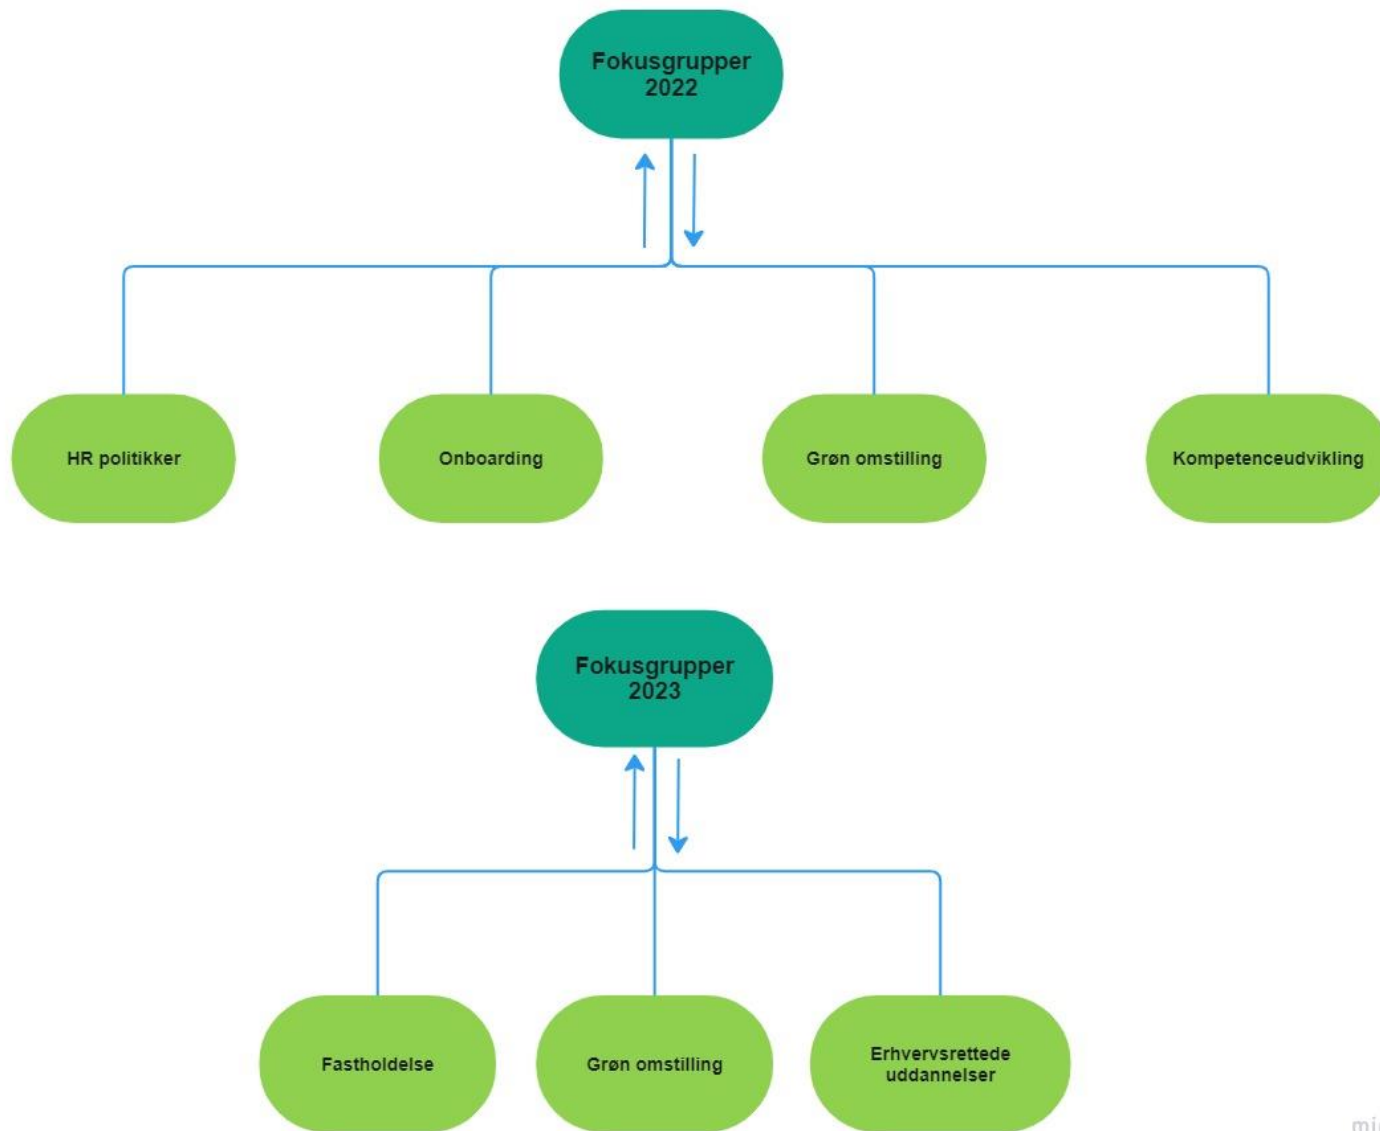 Fokusgrupper
2022
HR politikker
Onboarding
Grøn omstilling
Kompetenceudvikling
Fokusgrupper
2023
Fastholdelse
Grøn omstilling
Erhvervsrettede
uddannelser